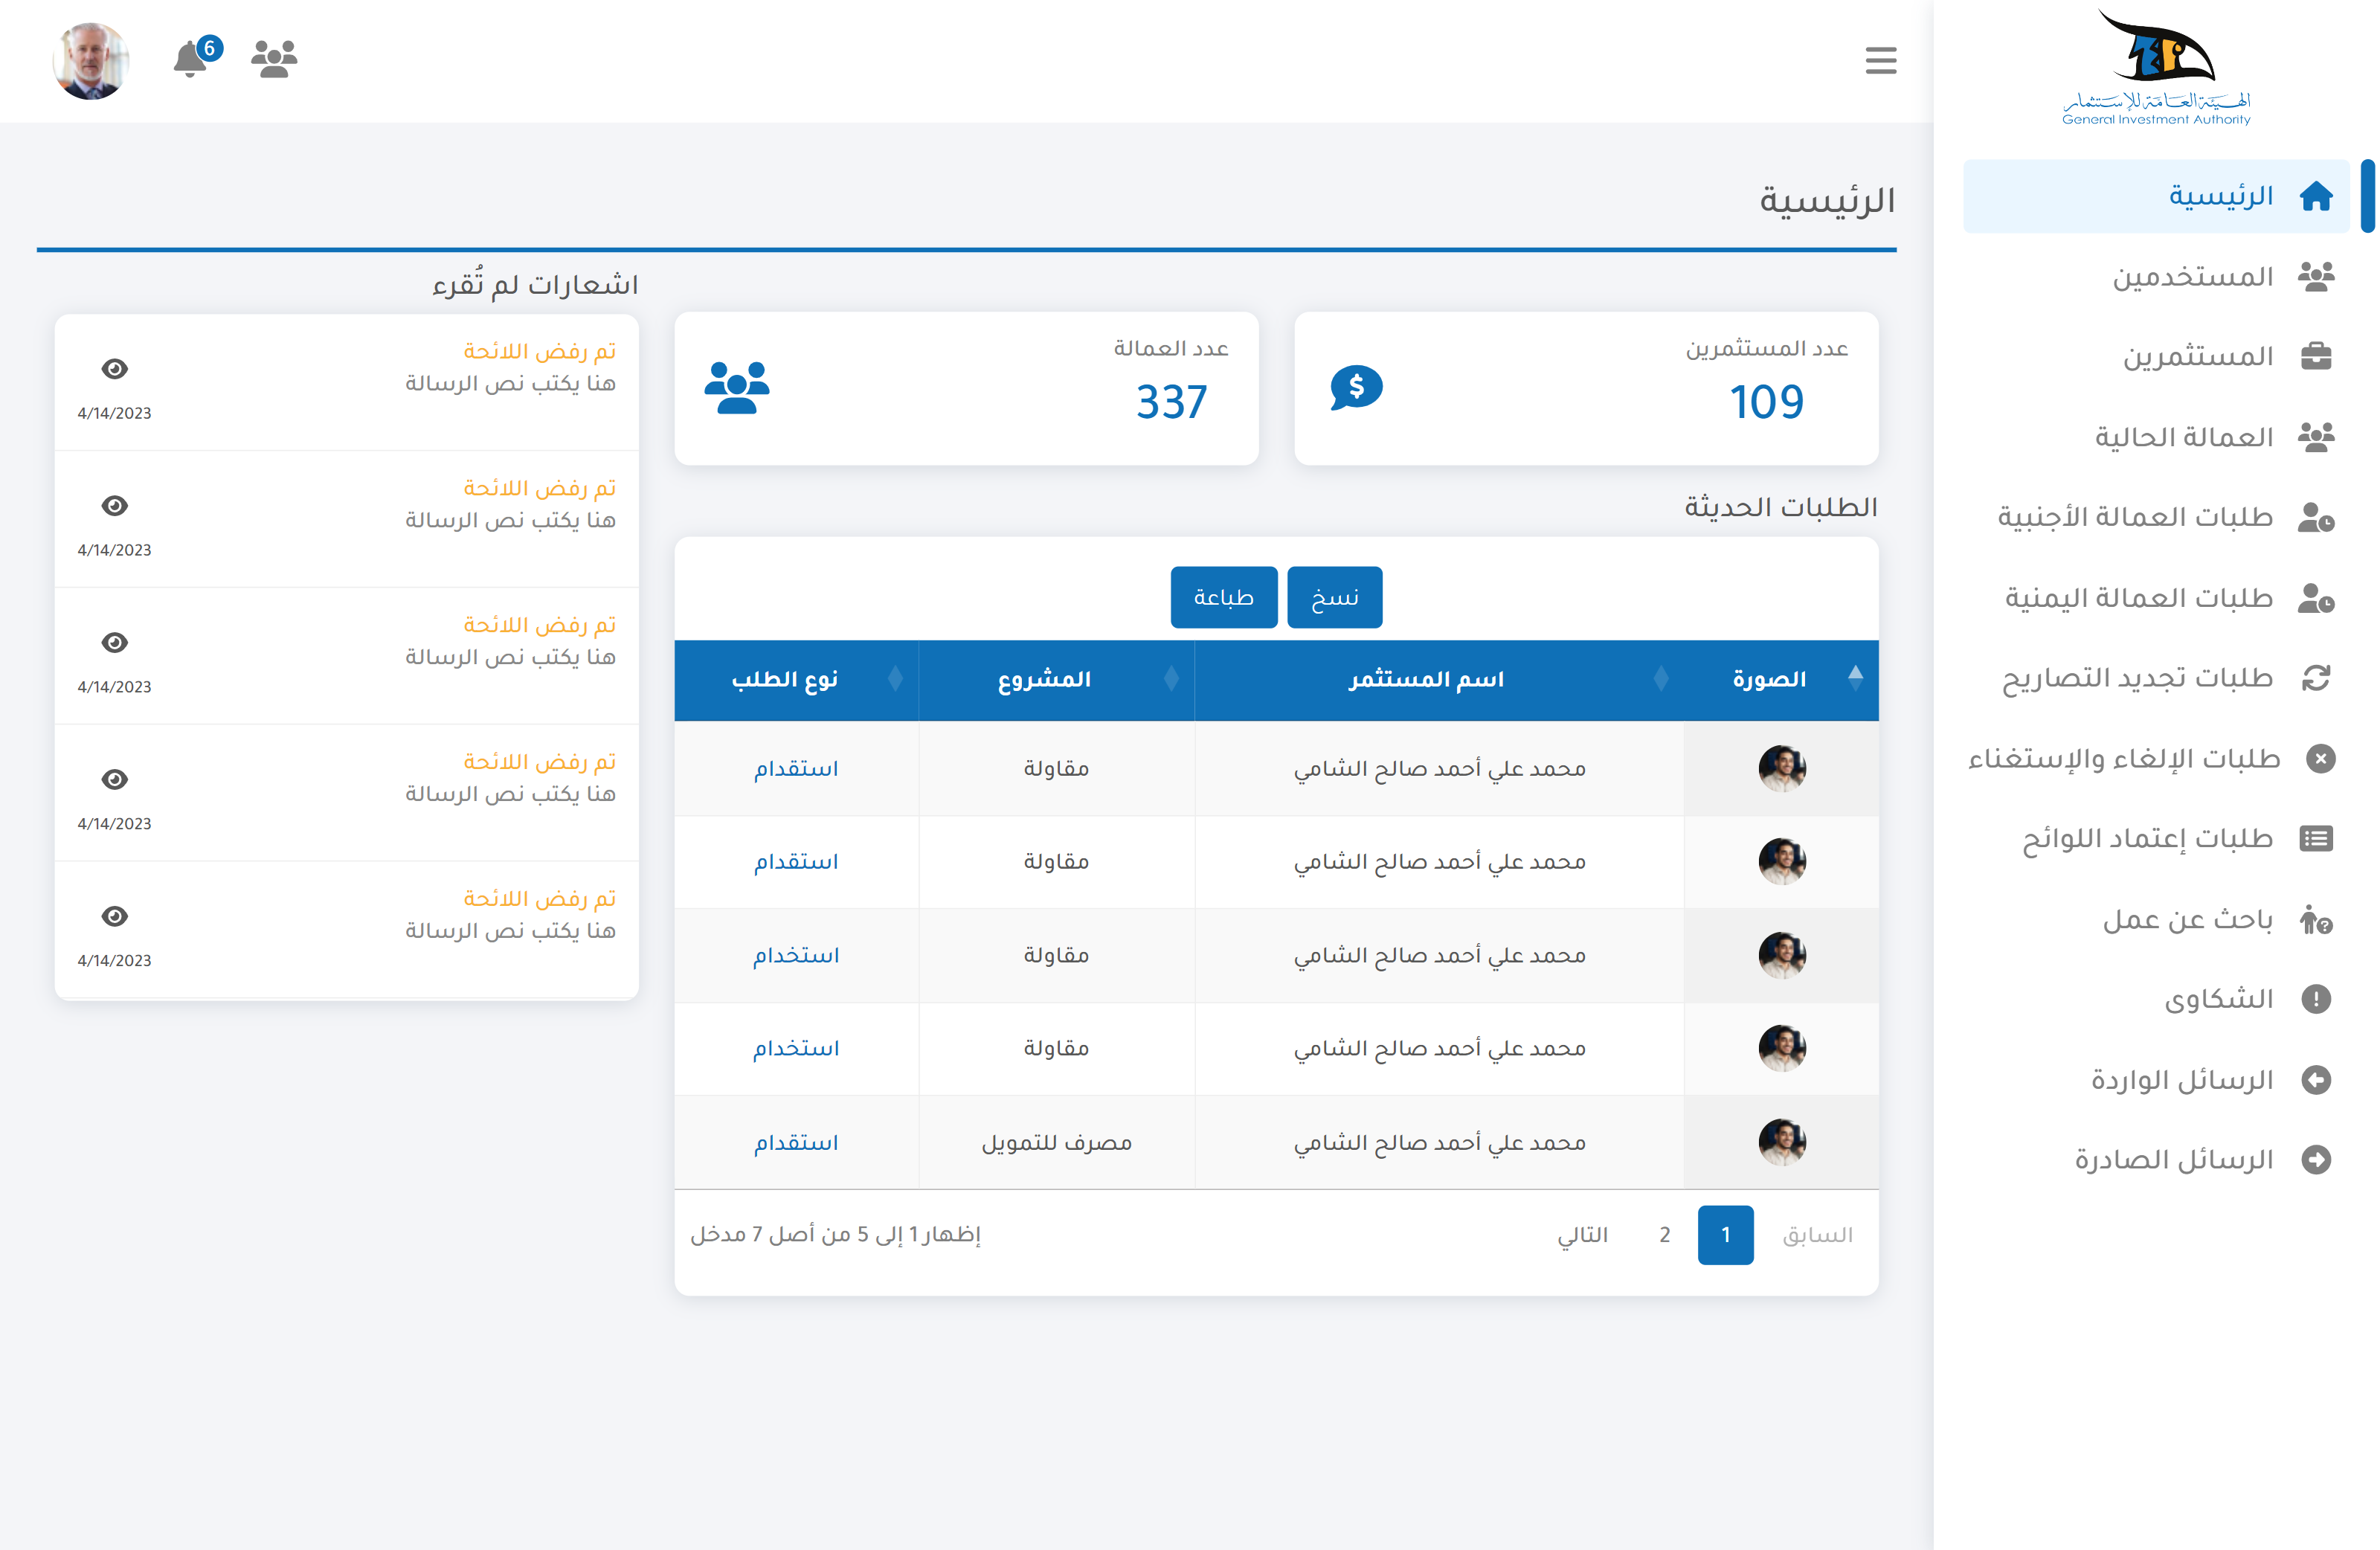 الهيئة العامة للإستثمار
General Investment Authority
الرئيسية
المستخدمين
المستثمرين
العمالة الحالية
طلبات العمالة الأجنبية
طلبات العمالة اليمنية
طلبات تجديد التصاريح
طلبات الإلغاء والإستغناء
طلبات إعتماد اللوائح
باحث عن عمل
الشكاوى
الرسائل الواردة
الرسائل الصادرة
6
الرئيسية
عدد المستثمرين
109
عدد العمالة
337
الطلبات الحديثة
نسخ طباعة
الصورة اسم المستثمر المشروع نوع الطلب
محمد علي أحمد صالح الشامي مقاولة استقدام
محمد علي أحمد صالح الشامي مقاولة استقدام
محمد علي أحمد صالح الشامي مقاولة استخدام
محمد علي أحمد صالح الشامي مقاولة استخدام
محمد علي أحمد صالح الشامي مصرف للتمويل استقدام
السابق 1 2 التالي
إظهار 1 إلى 5 من أصل 7 مدخل
اشعارات لم تُقرء
تم رفض اللائحة
هنا يكتب نص الرسالة
4/14/2023
تم رفض اللائحة
هنا يكتب نص الرسالة
4/14/2023
تم رفض اللائحة
هنا يكتب نص الرسالة
4/14/2023
تم رفض اللائحة
هنا يكتب نص الرسالة
4/14/2023
تم رفض اللائحة
هنا يكتب نص الرسالة
4/14/2023